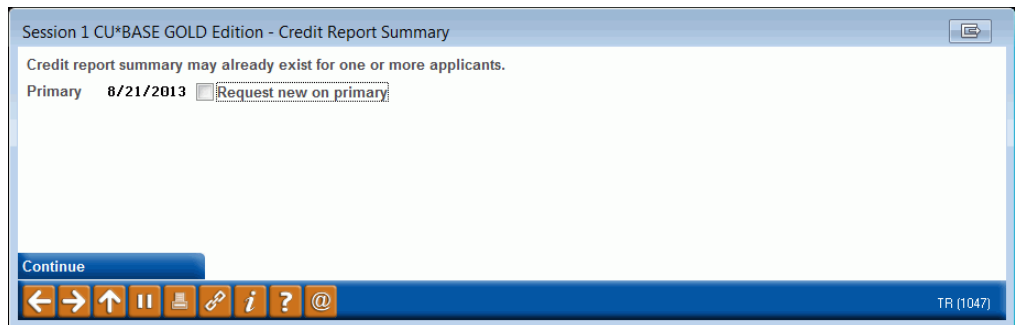 Session 1 CU*BASE GOLD Edition - Credit Report Summary
Credit report summary may already exist for one or more applicants.
Primary 8/21/2013 Request new on primary
Continue
i ? @ TR (1047)